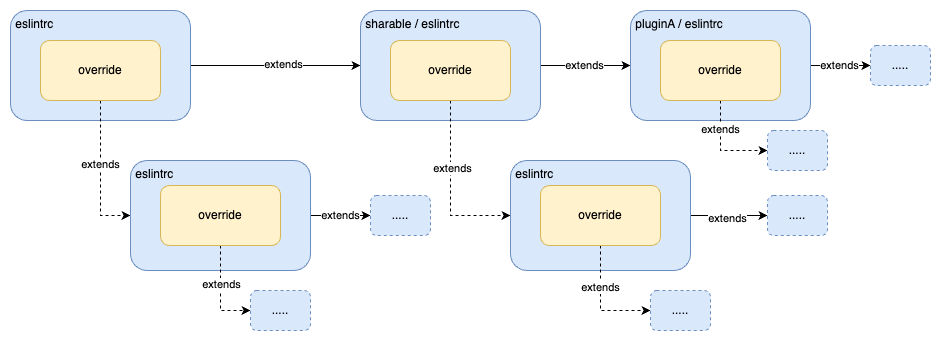 eslintrc
override
extends
sharable / eslintrc
override
extends
pluginA / eslintrc
override
extends
.....
extends
extends
extends
.....
eslintrc
override
extends
.....
extends
.....
eslintrc
override
extends
.....
extends
.....